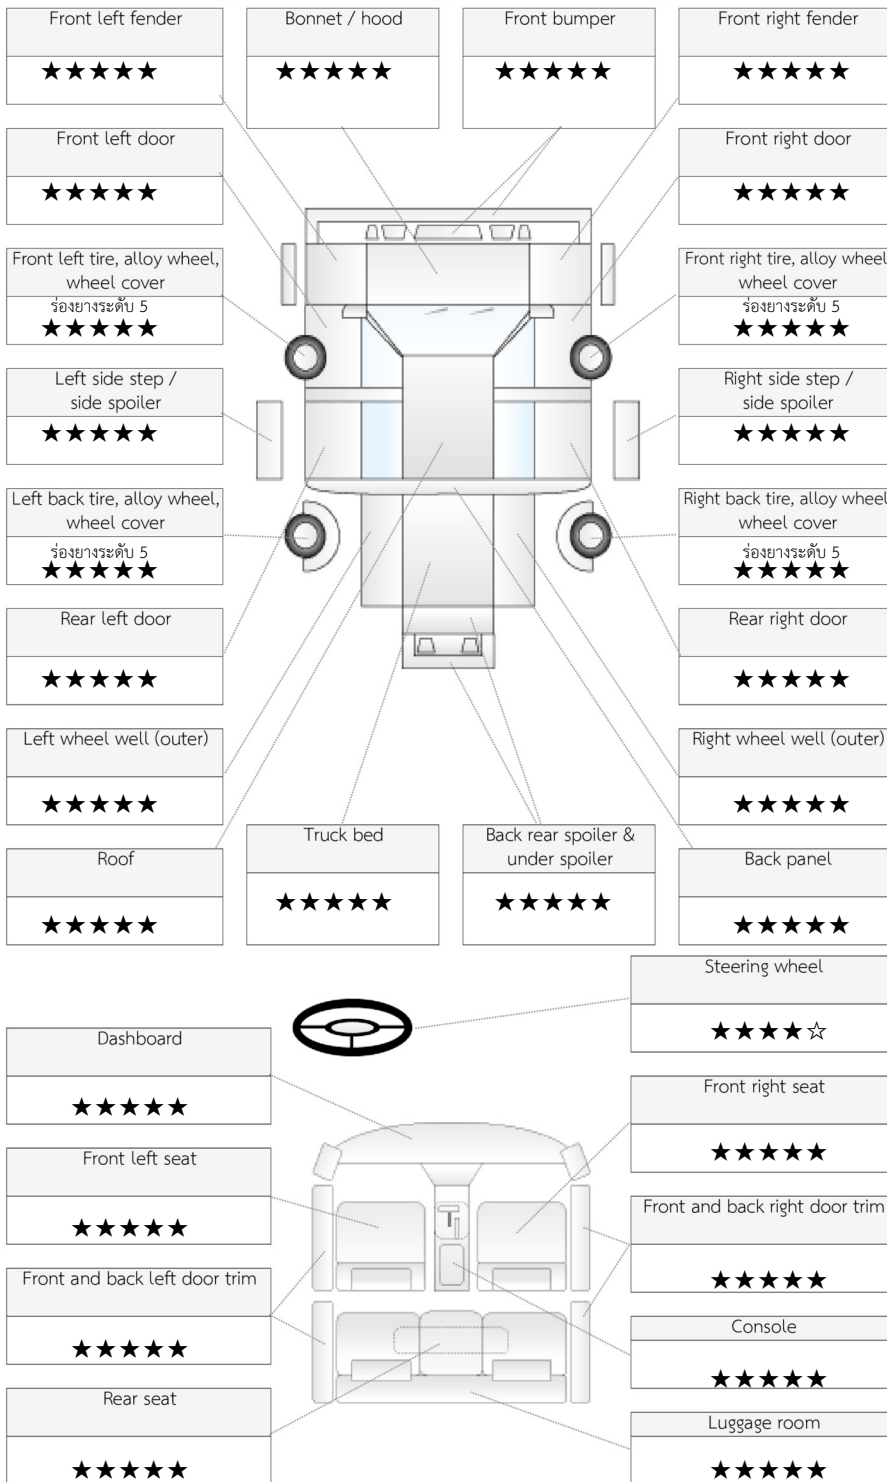 Front left fender
★★★★★
Bonnet / hood
★★★★★
Front bumper
★★★★★
Front right fender
★★★★★
Front left door
★★★★★
Front right door
★★★★★
Front left tire, alloy wheel,
wheel cover
ร่องยางระดับ 5
★★★★★
Front right tire, alloy wheel
wheel cover
ร่องยางระดับ 5
★★★★★
Left side step /
side spoiler
★★★★★
Right side step /
side spoiler
★★★★★
Left back tire, alloy wheel,
wheel cover
ร่องยางระดับ 5
★★★★★
Right back tire, alloy wheel
wheel cover
ร่องยางระดับ 5
★★★★★
Rear left door
★★★★★
Rear right door
★★★★★
Left wheel well (outer)
★★★★★
Right wheel well (outer)
★★★★★
Roof
★★★★★
Truck bed
★★★★★
Back rear spoiler &
under spoiler
★★★★★
Back panel
★★★★★
Steering wheel
★★★★☆
Dashboard
★★★★★
Front right seat
★★★★★
Front left seat
★★★★★
Front and back right door trim
★★★★★
Front and back left door trim
★★★★★
Console
★★★★★
Rear seat
★★★★★
Luggage room
★★★★★